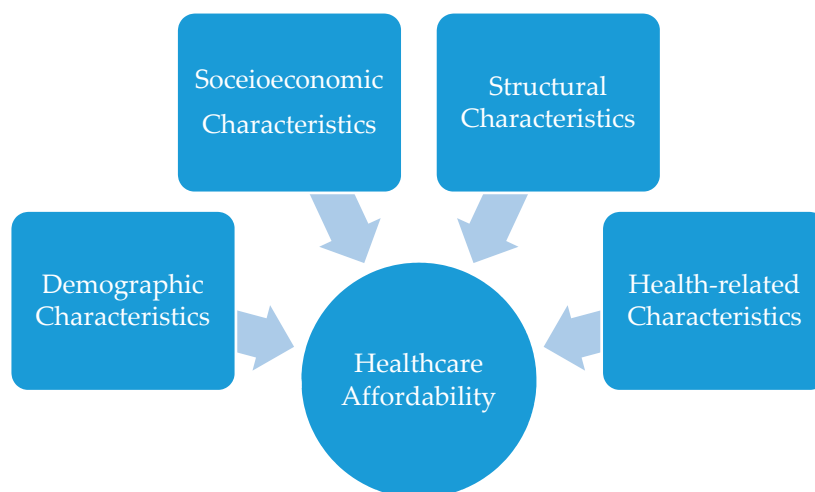 Soceioeconomic
Characteristics
Structural
Characteristics
Demographic
Characteristics
Health-related
Characteristics
Healthcare
Affordability